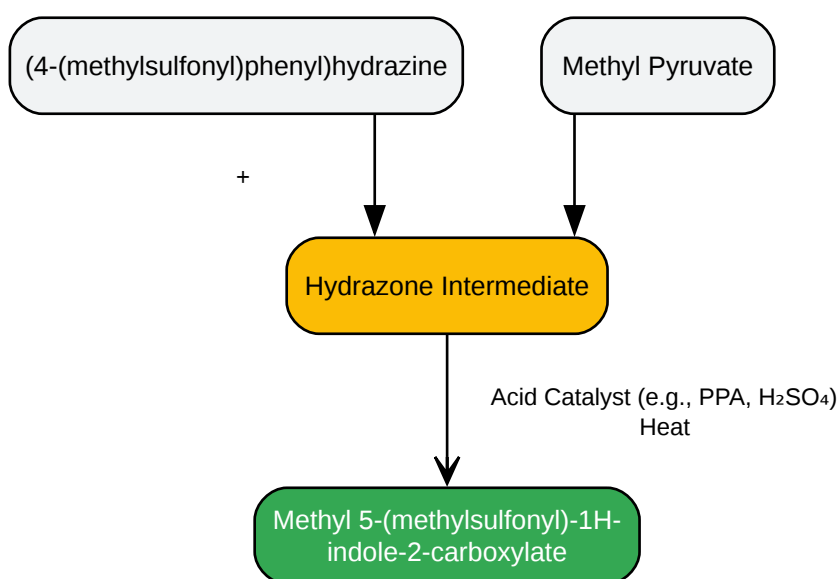 (4-(methylsulfonyl)phenyl)hydrazine
Methyl Pyruvate
+
Hydrazone Intermediate
Acid Catalyst (e.g., PPA, H₂SO₄)
Heat
Methyl 5-(methylsulfonyl)-1H-
indole-2-carboxylate